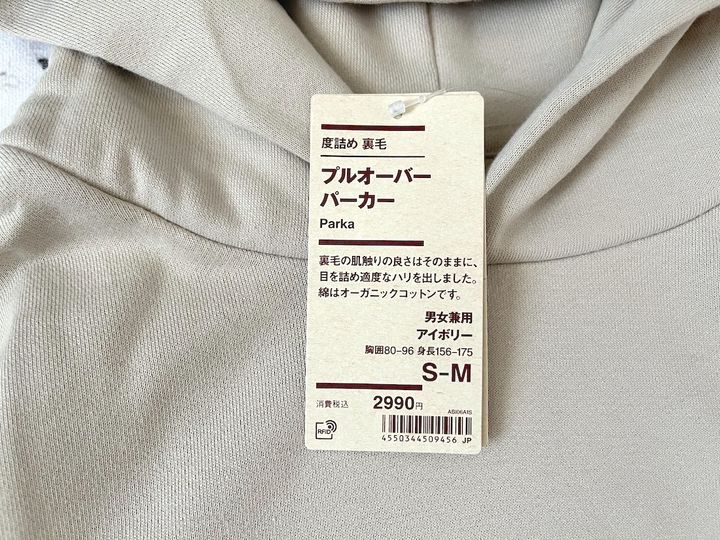 度詰め 裏毛
プルオーバー
パーカー
Parka
裏毛の肌触りの良さはそのままに、
目を詰め適度なハリを出しました。
綿はオーガニックコットンです。
男女兼用
アイボリー
胸囲80-96 身長156-175
S-M
消費税込 2990円
ASI06A1S
RFID
4550344509456 JP